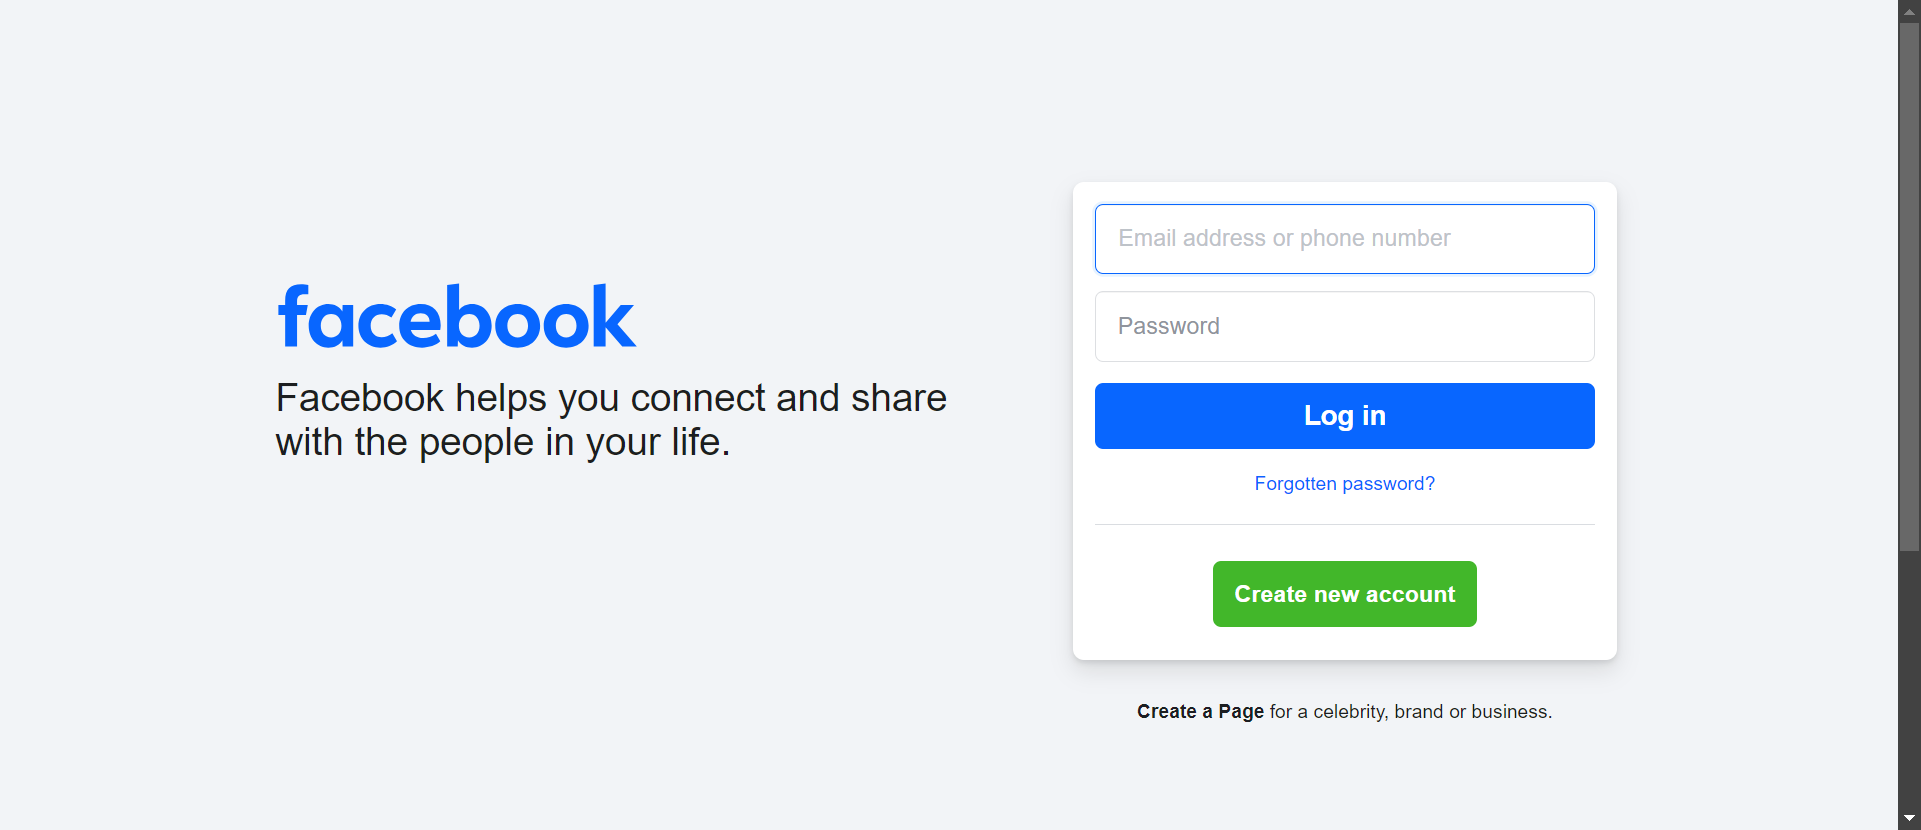 facebook
Facebook helps you connect and share
with the people in your life.
Email address or phone number
Password
Log in
Forgotten password?
Create new account
Create a Page for a celebrity, brand or business.